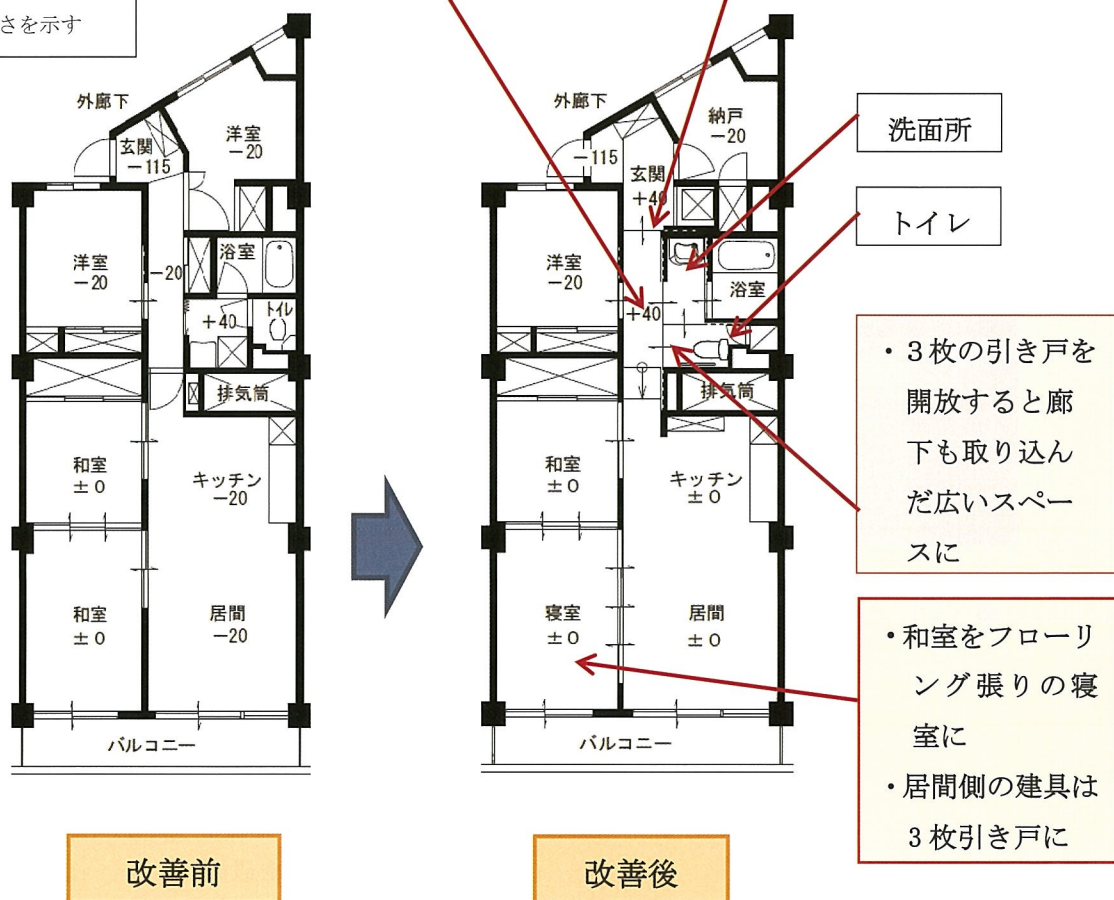 さを示す
外廊下
玄関
－115
洋室
－20
洋室
－20
－20
浴室
＋40
トイレ
排気筒
和室
±0
キッチン
－20
和室
±0
居間
－20
バルコニー
改善前
外廊下
－115
納戸
－20
玄関
＋40
洋室
－20
浴室
＋40
排気筒
和室
±0
キッチン
±0
寝室
±0
居間
±0
バルコニー
改善後
洗面所
トイレ
・3枚の引き戸を
開放すると廊
下も取り込ん
だ広いスペー
スに
・和室をフローリ
ング張りの寝
室に
・居間側の建具は
3枚引き戸に